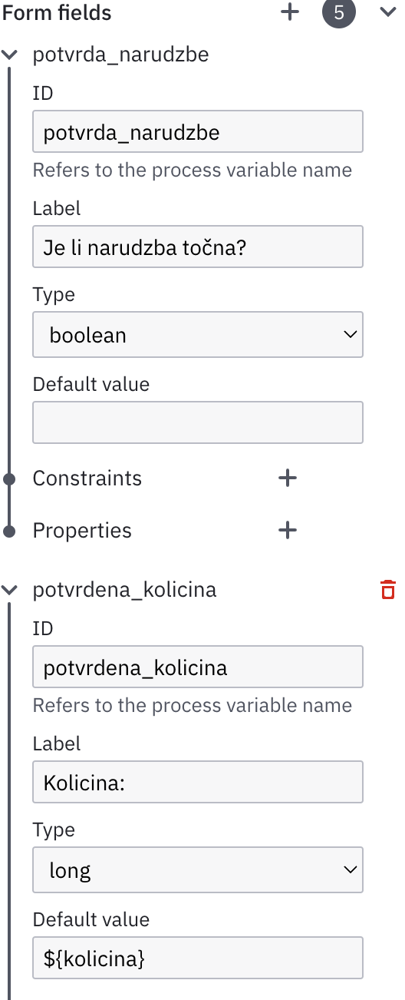 Form fields 5
potvrda_narudzbe
ID
potvrda_narudzbe
Refers to the process variable name
Label
Je li narudzba točna?
Type
boolean
Default value
Constraints
Properties
potvrdena_kolicina
ID
potvrdena_kolicina
Refers to the process variable name
Label
Kolicina:
Type
long
Default value
${kolicina}